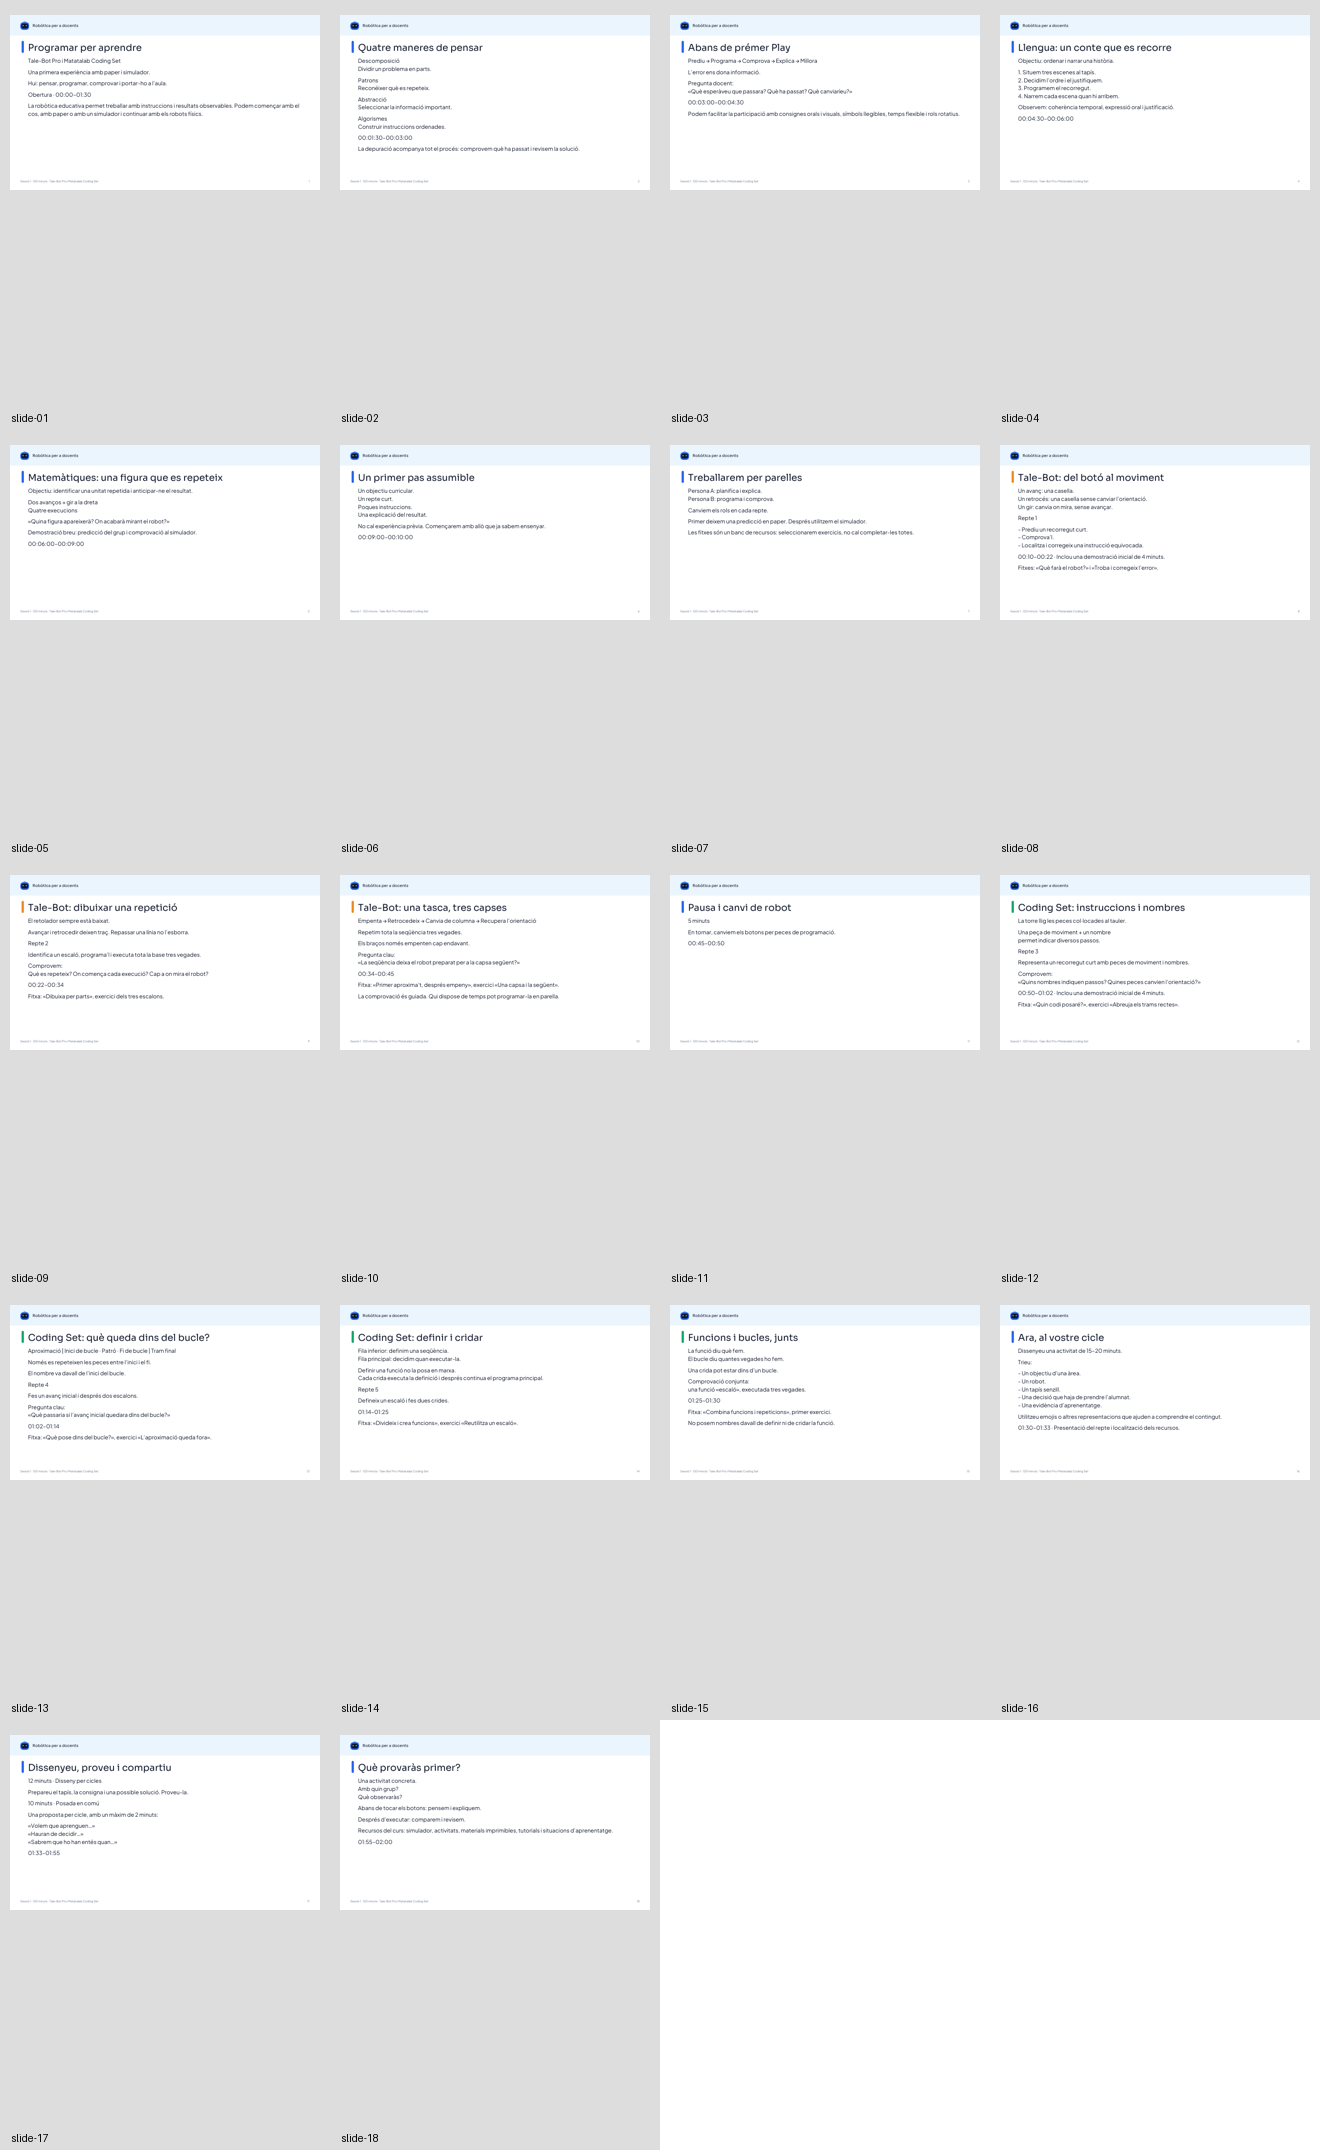 Robòtica per a docents
Programar per aprendre
Tale-Bot Pro i Matatalab Coding Set
Una primera experiència amb paper i simulador.
Hui: pensar, programar, comprovar i portar-ho a l'aula.
Obertura · 00:00–01:30
La robòtica educativa permet treballar amb instruccions i resultats observables. Podem començar amb el
cos, amb paper o amb un simulador i continuar amb els robots físics.
1
slide-01
Robòtica per a docents
Quatre maneres de pensar
Descomposició
Dividir un problema en parts.
Patrons
Reconéixer què es repeteix.
Abstracció
Seleccionar la informació important.
Algorismes
Construir instruccions ordenades.
00:01:30–00:03:00
La depuració acompanya tot el procés: comprovem què ha passat i revisem la solució.
2
slide-02
Robòtica per a docents
Abans de prémer Play
Prediu → Programa → Comprova → Explica → Millora
L'error ens dona informació.
Pregunta docent:
«Què esperàveu que passara? Què ha passat? Què canviaríeu?»
00:03:00–00:04:30
Podem facilitar la participació amb consignes orals i visuals, símbols llegibles, temps flexible i rols rotatius.
3
slide-03
Robòtica per a docents
Llengua: un conte que es recorre
Objectiu: ordenar i narrar una història.
1. Situem tres escenes al tapís.
2. Decidim l'ordre i el justifiquem.
3. Programem el recorregut.
4. Narrem cada escena quan hi arribem.
Observem: coherència temporal, expressió oral i justificació.
00:04:30–00:06:00
4
slide-04
Robòtica per a docents
Matemàtiques: una figura que es repeteix
Objectiu: identificar una unitat repetida i anticipar-ne el resultat.
Dos avanços + gir a la dreta
Quatre execucions
«Quina figura apareixerà? On acabarà mirant el robot?»
Demostració breu: predicció del grup i comprovació al simulador.
00:06:00–00:09:00
5
slide-05
Robòtica per a docents
Un primer pas assumible
Un objectiu curricular.
Un repte curt.
Poques instruccions.
Una explicació del resultat.
No cal experiència prèvia. Començarem amb allò que ja sabem ensenyar.
00:09:00–00:10:00
6
slide-06
Robòtica per a docents
Treballarem per parelles
Persona A: planifica i explica.
Persona B: programa i comprova.
Canviem els rols en cada repte.
Primer deixem una predicció en paper. Després utilitzem el simulador.
Les fitxes són un banc de recursos: seleccionarem exercicis, no cal completar-les totes.
7
slide-07
Robòtica per a docents
Tale-Bot: del botó al moviment
Un avanç: una casella.
Un retrocés: una casella sense canviar l'orientació.
Un gir: canvia on mira, sense avançar.
Repte 1
- Prediu un recorregut curt.
- Comprova'l.
- Localitza i corregeix una instrucció equivocada.
00:10–00:22 · Inclou una demostració inicial de 4 minuts.
Fitxes: «Què farà el robot?» i «Troba i corregeix l'error».
8
slide-08
Robòtica per a docents
Tale-Bot: dibuixar una repetició
El retolador sempre està baixat.
Avançar i retrocedir deixen traç. Repassar una línia no l'esborra.
Repte 2
Identifica un escaló, programa'l i executa tota la base tres vegades.
Comprovem:
Què es repeteix? On comença cada execució? Cap a on mira el robot?
00:22–00:34
Fitxa: «Dibuixa per parts», exercici dels tres escalons.
9
slide-09
Robòtica per a docents
Tale-Bot: una tasca, tres capses
Empenta → Retrocedeix → Canvia de columna → Recupera l'orientació
Repetim tota la seqüència tres vegades.
Els braços només empenten cap endavant.
Pregunta clau:
«La seqüència deixa el robot preparat per a la capsa següent?»
00:34–00:45
Fitxa: «Primer aproxima't, després empeny», exercici «Una capsa i la següent».
La comprovació és guiada. Qui dispose de temps pot programar-la en parella.
10
slide-10
Robòtica per a docents
Pausa i canvi de robot
5 minuts
En tornar, canviem els botons per peces de programació.
00:45–00:50
11
slide-11
Robòtica per a docents
Coding Set: instruccions i nombres
La torre llig les peces col·locades al tauler.
Una peça de moviment + un nombre
permet indicar diversos passos.
Repte 3
Representa un recorregut curt amb peces de moviment i nombres.
Comprovem:
«Quins nombres indiquen passos? Quines peces canvien l'orientació?»
00:50–01:02 · Inclou una demostració inicial de 4 minuts.
Fitxa: «Quin codi posaré?», exercici «Abreuja els trams rectes».
12
slide-12
Robòtica per a docents
Coding Set: què queda dins del bucle?
Aproximació | Inici de bucle · Patró · Fi de bucle | Tram final
Només es repeteixen les peces entre l'inici i el fi.
El nombre va davall de l'inici del bucle.
Repte 4
Fes un avanç inicial i després dos escalons.
Pregunta clau:
«Què passaria si l'avanç inicial quedara dins del bucle?»
01:02–01:14
Fitxa: «Què pose dins del bucle?», exercici «L'aproximació queda fora».
13
slide-13
Robòtica per a docents
Coding Set: definir i cridar
Fila inferior: definim una seqüència.
Fila principal: decidim quan executar-la.
Definir una funció no la posa en marxa.
Cada crida executa la definició i després continua el programa principal.
Repte 5
Defineix un escaló i fes dues crides.
01:14–01:25
Fitxa: «Divideix i crea funcions», exercici «Reutilitza un escaló».
14
slide-14
Robòtica per a docents
Funcions i bucles, junts
La funció diu què fem.
El bucle diu quantes vegades ho fem.
Una crida pot estar dins d'un bucle.
Comprovació conjunta:
una funció «escaló», executada tres vegades.
01:25–01:30
Fitxa: «Combina funcions i repeticions», primer exercici.
No posem nombres davall de definir ni de cridar la funció.
15
slide-15
Robòtica per a docents
Ara, al vostre cicle
Dissenyeu una activitat de 15–20 minuts.
Trieu:
- Un objectiu d'una àrea.
- Un robot.
- Un tapís senzill.
- Una decisió que haja de prendre l'alumnat.
- Una evidència d'aprenentatge.
Utilitzeu emojis o altres representacions que ajuden a comprendre el contingut.
01:30–01:33 · Presentació del repte i localització dels recursos.
16
slide-16
Robòtica per a docents
Dissenyeu, proveu i compartiu
12 minuts · Disseny per cicles
Prepareu el tapís, la consigna i una possible solució. Proveu-la.
10 minuts · Posada en comú
Una proposta per cicle, amb un màxim de 2 minuts:
«Volem que aprenguen…»
«Hauran de decidir…»
«Sabrem que ho han entés quan…»
01:33–01:55
17
slide-17
Robòtica per a docents
Què provaràs primer?
Una activitat concreta.
Amb quin grup?
Què observaràs?
Abans de tocar els botons: pensem i expliquem.
Després d'executar: comparem i revisem.
Recursos del curs: simulador, activitats, materials imprimibles, tutorials i situacions d'aprenentatge.
01:55–02:00
18
slide-18